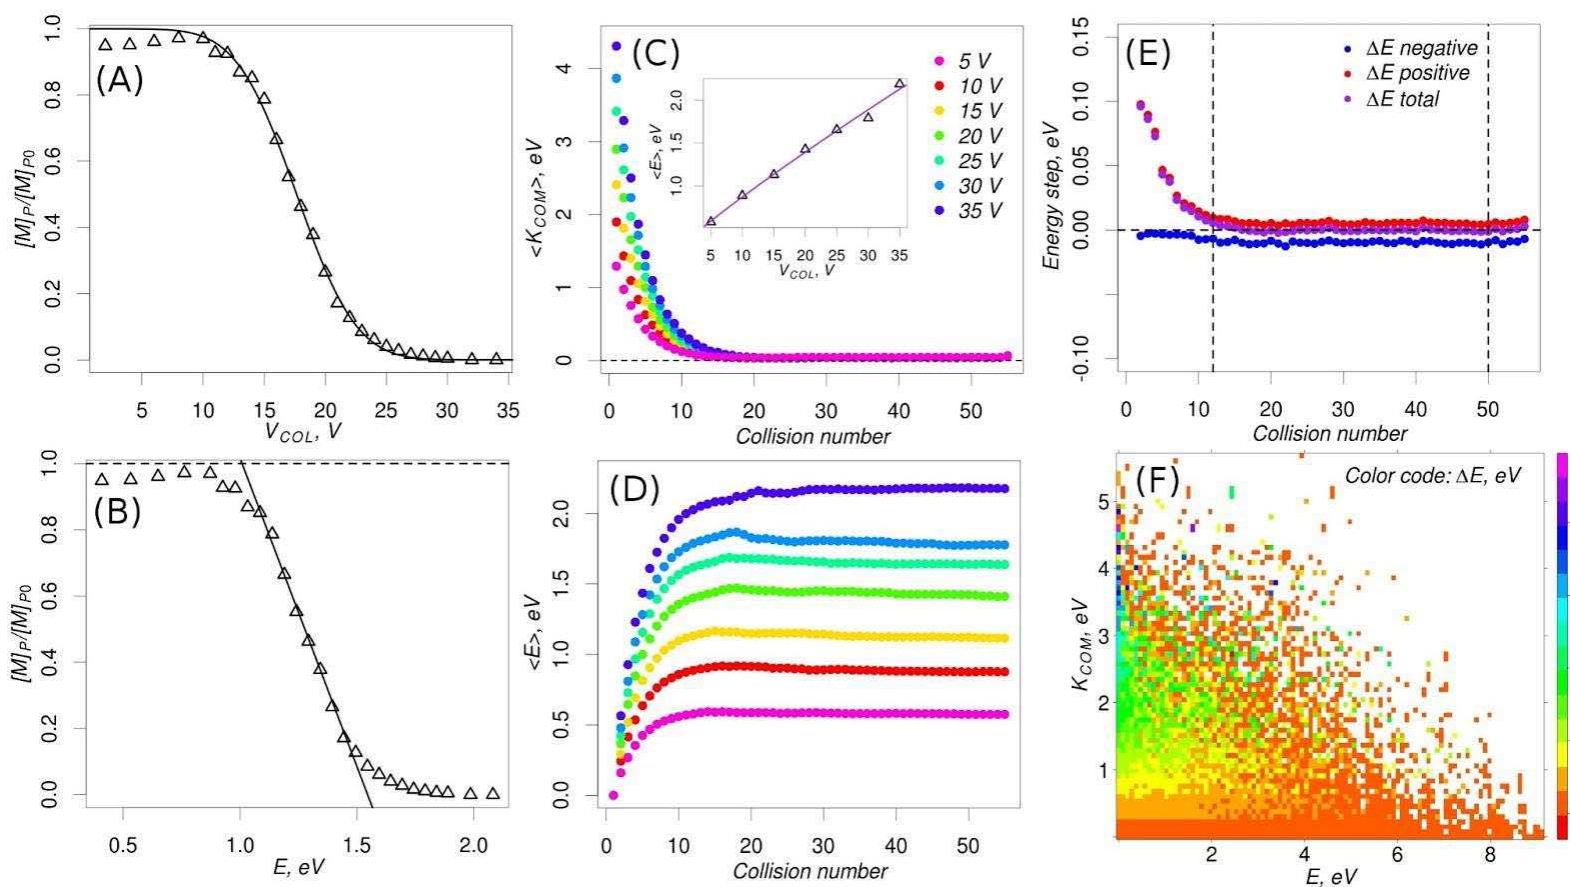 (A)
[M]P/[M]P0
1.0
0.8
0.6
0.4
0.2
0.0
5 10 15 20 25 30 35
VCOL, V
(B)
[M]P/[M]P0
1.0
0.8
0.6
0.4
0.2
0.0
0.5 1.0 1.5 2.0
E, eV
(C)
<KCOM>, eV
4
3
2
1
0
0 10 20 30 40 50
Collision number
<E>, eV
2.0
1.5
1.0
5 10 15 20 25 30 35
VCOL, V
5 V
10 V
15 V
20 V
25 V
30 V
35 V
(D)
<E>, eV
2.0
1.5
1.0
0.5
0.0
0 10 20 30 40 50
Collision number
(E)
Energy step, eV
0.15
0.10
0.05
0.00
-0.10
0 10 20 30 40 50
Collision number
ΔE negative
ΔE positive
ΔE total
(F)
Color code: ΔE, eV
KCOM, eV
5
4
3
2
1
2 4 6 8
E, eV